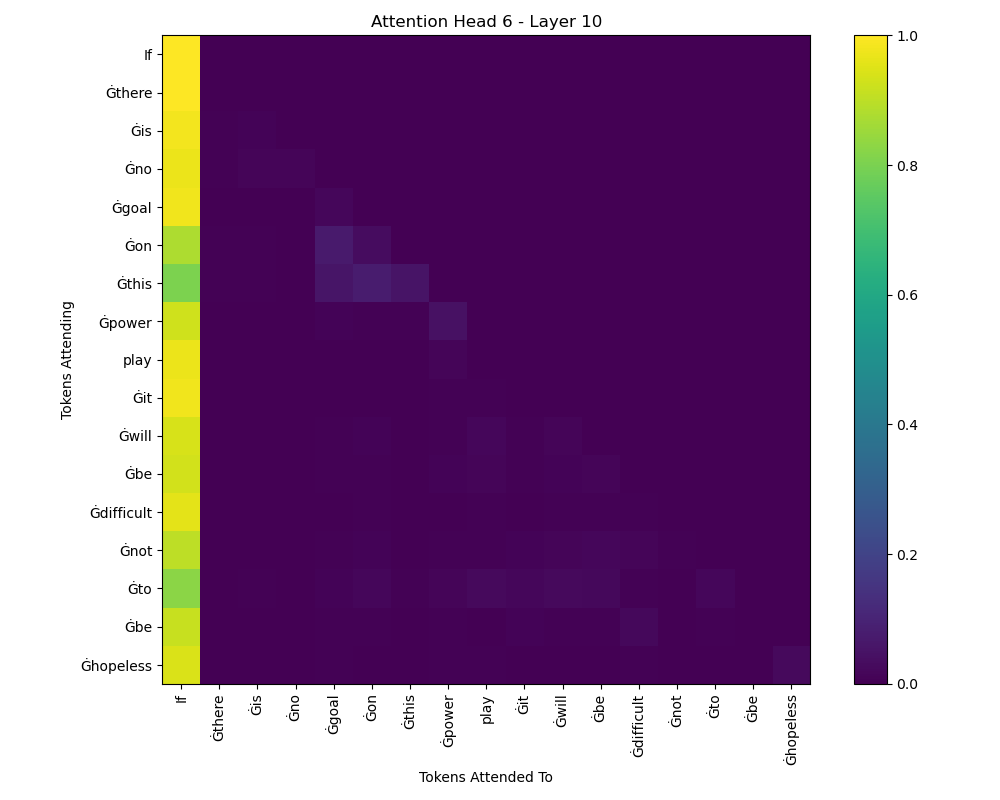 Attention Head 6 - Layer 10
If
Ġthere
Ġis
Ġno
Ġgoal
Ġon
Ġthis
Ġpower
play
Ġit
Ġwill
Ġbe
Ġdifficult
Ġnot
Ġto
Ġbe
Ġhopeless
Tokens Attending
If
Ġthere
Ġis
Ġno
Ġgoal
Ġon
Ġthis
Ġpower
play
Ġit
Ġwill
Ġbe
Ġdifficult
Ġnot
Ġto
Ġbe
Ġhopeless
Tokens Attended To
1.0
0.8
0.6
0.4
0.2
0.0